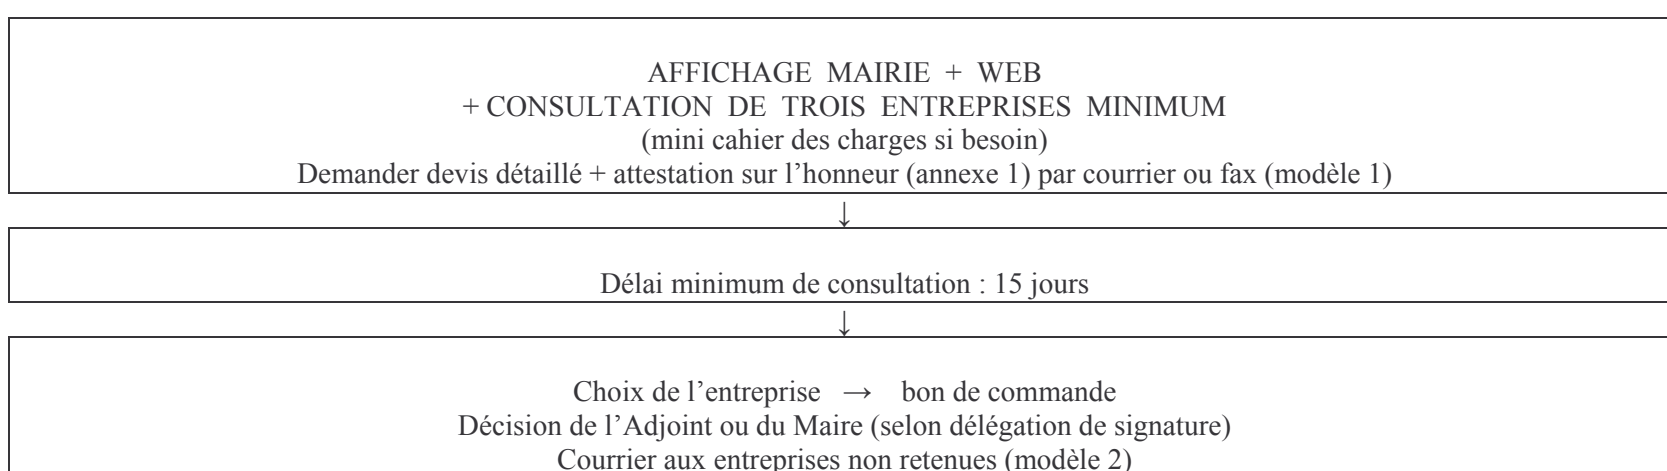 AFFICHAGE MAIRIE + WEB
+ CONSULTATION DE TROIS ENTREPRISES MINIMUM
(mini cahier des charges si besoin)
Demander devis détaillé + attestation sur l’honneur (annexe 1) par courrier ou fax (modèle 1)
↓
Délai minimum de consultation : 15 jours
↓
Choix de l’entreprise → bon de commande
Décision de l’Adjoint ou du Maire (selon délégation de signature)
Courrier aux entreprises non retenues (modèle 2)